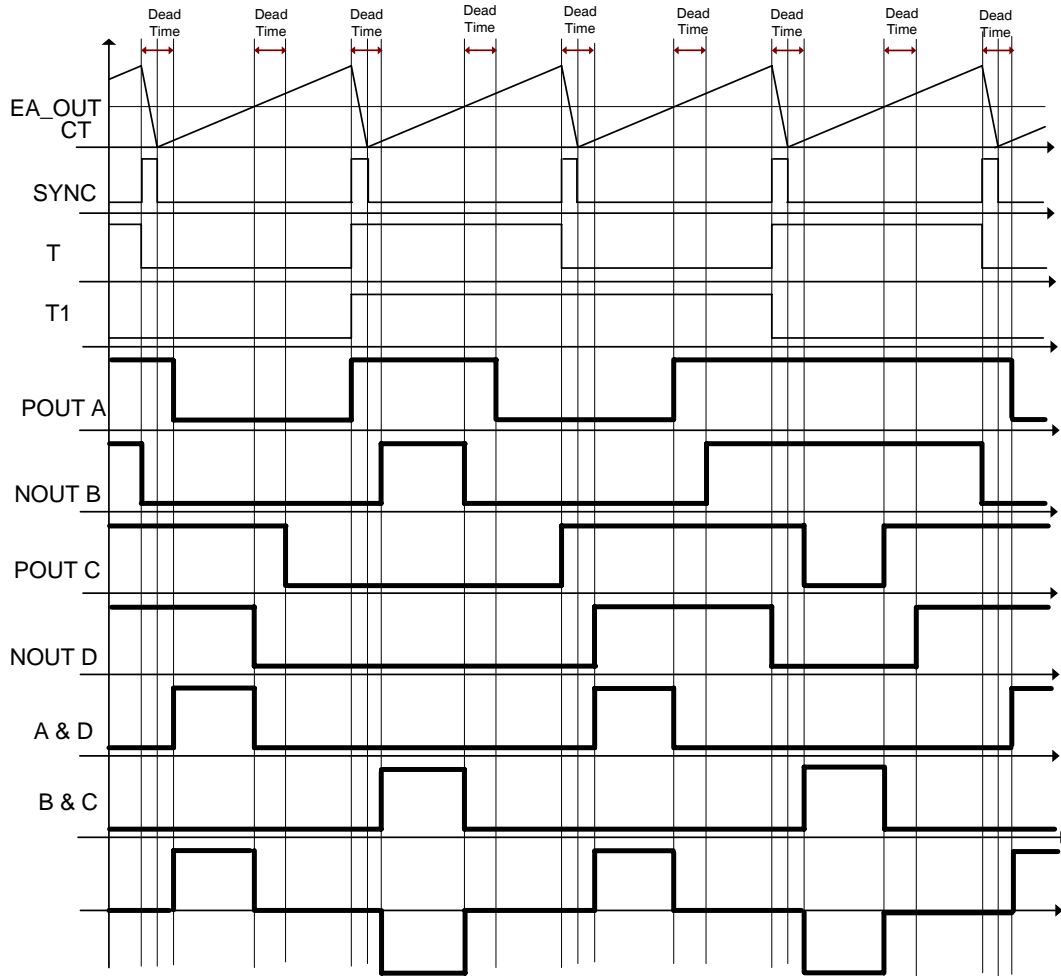 Dead
Time
Dead
Time
Dead
Time
Dead
Time
Dead
Time
Dead
Time
Dead
Time
Dead
Time
Dead
Time
EA_OUT
CT
SYNC
T
T1
POUT A
NOUT B
POUT C
NOUT D
A & D
B & C